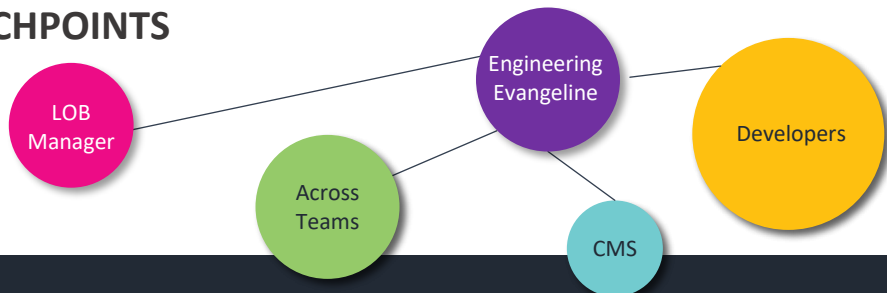 CHPOINTS
Engineering
Evangeline
LOB
Manager
Developers
Across
Teams
CMS